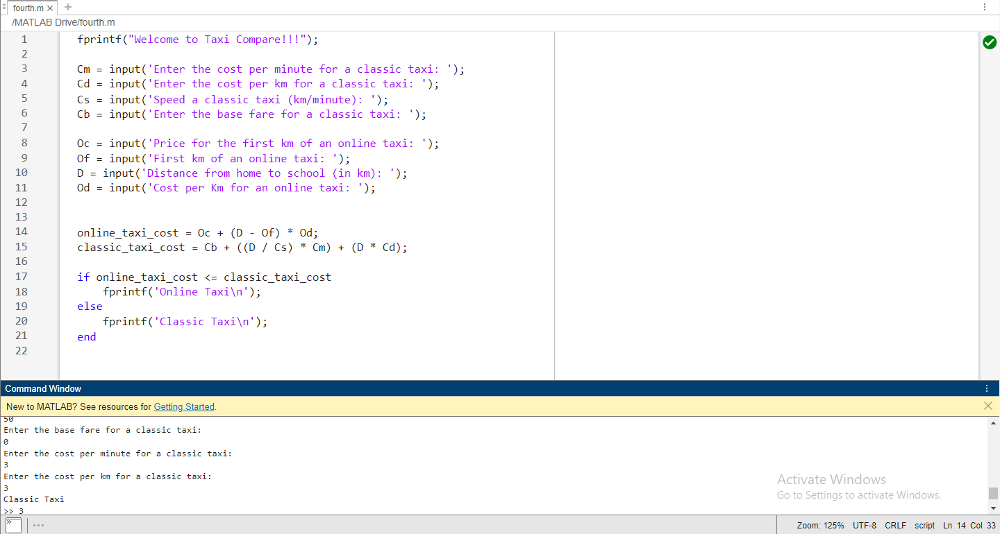 fourth.m × +
/MATLAB Drive/fourth.m
1 fprintf("Welcome to Taxi Compare!!!");
2
3 Cm = input('Enter the cost per minute for a classic taxi: ');
4 Cd = input('Enter the cost per km for a classic taxi: ');
5 Cs = input('Speed a classic taxi (km/minute): ');
6 Cb = input('Enter the base fare for a classic taxi: ');
7
8 Oc = input('Price for the first km of an online taxi: ');
9 Of = input('First km of an online taxi: ');
10 D = input('Distance from home to school (in km): ');
11 Od = input('Cost per Km for an online taxi: ');
12
13
14 online_taxi_cost = Oc + (D - Of) * Od;
15 classic_taxi_cost = Cb + ((D / Cs) * Cm) + (D * Cd);
16
17 if online_taxi_cost <= classic_taxi_cost
18     fprintf('Online Taxi\n');
19 else
20     fprintf('Classic Taxi\n');
21 end
22
Command Window
New to MATLAB? See resources for Getting Started.
50
Enter the base fare for a classic taxi:
0
Enter the cost per minute for a classic taxi:
3
Enter the cost per km for a classic taxi:
3
Classic Taxi
>> 3
Activate Windows
Go to Settings to activate Windows.
Zoom: 125% UTF-8 CRLF script Ln 14 Col 33